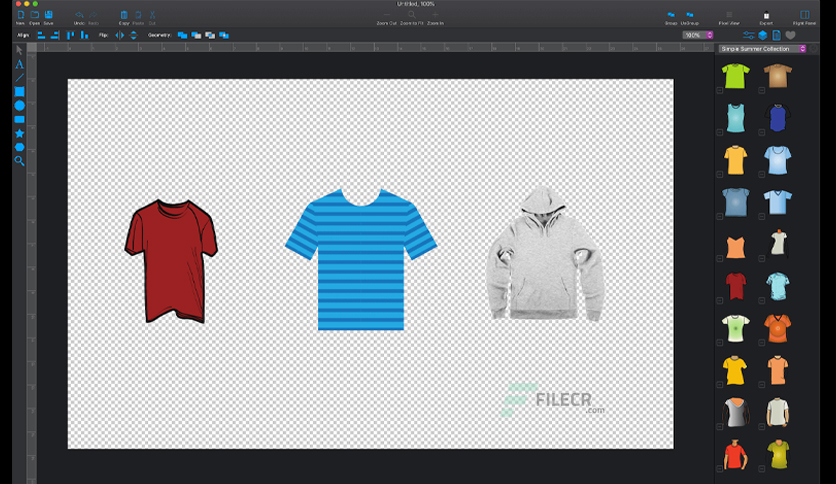 Untitled, 100%
New Open Save Undo Redo Copy Paste Cut Zoom Out Zoom to Fit Zoom In Group UnGroup Pixel View Export Right Panel
Align: Flip: Geometry: 100%
Simple Summer Collection
A
FILECR
.com